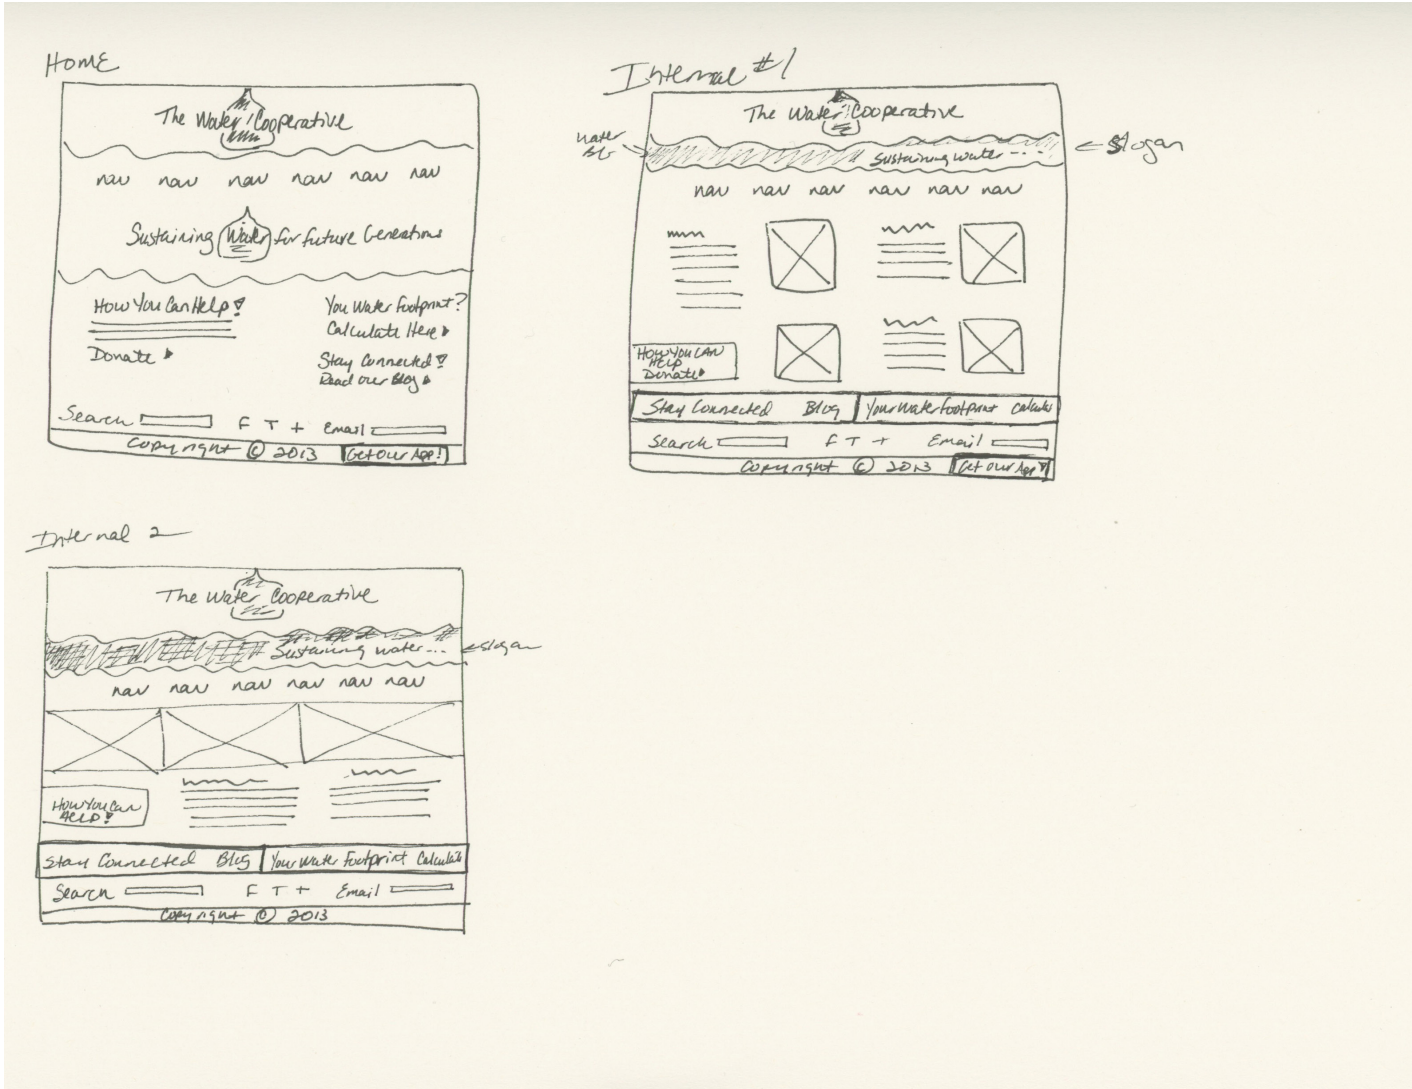 HOME
The Water Cooperative
nav nav nav nav nav nav
Sustaining Water for future Generations
How You Can Help!
Donate
You Water Footprint?
Calculate Here
Stay Connected!
Read our Blog
Search F T + Email
Copyright © 2013 Get Our App!
Internal #1
The Water Cooperative
water
BG
Sustaining water ...
slogan
nav nav nav nav nav nav
How You CAN
HELP
Donate
Stay Connected Blog Your Water footprint Calculate
Search F T + Email
Copyright © 2013 Get our App!
Internal 2
The Water Cooperative
Sustaining water...
slogan
nav nav nav nav nav nav
How You Can
HELP!
Stay Connected Blog Your Water Footprint Calculate
Search F T + Email
Copyright © 2013